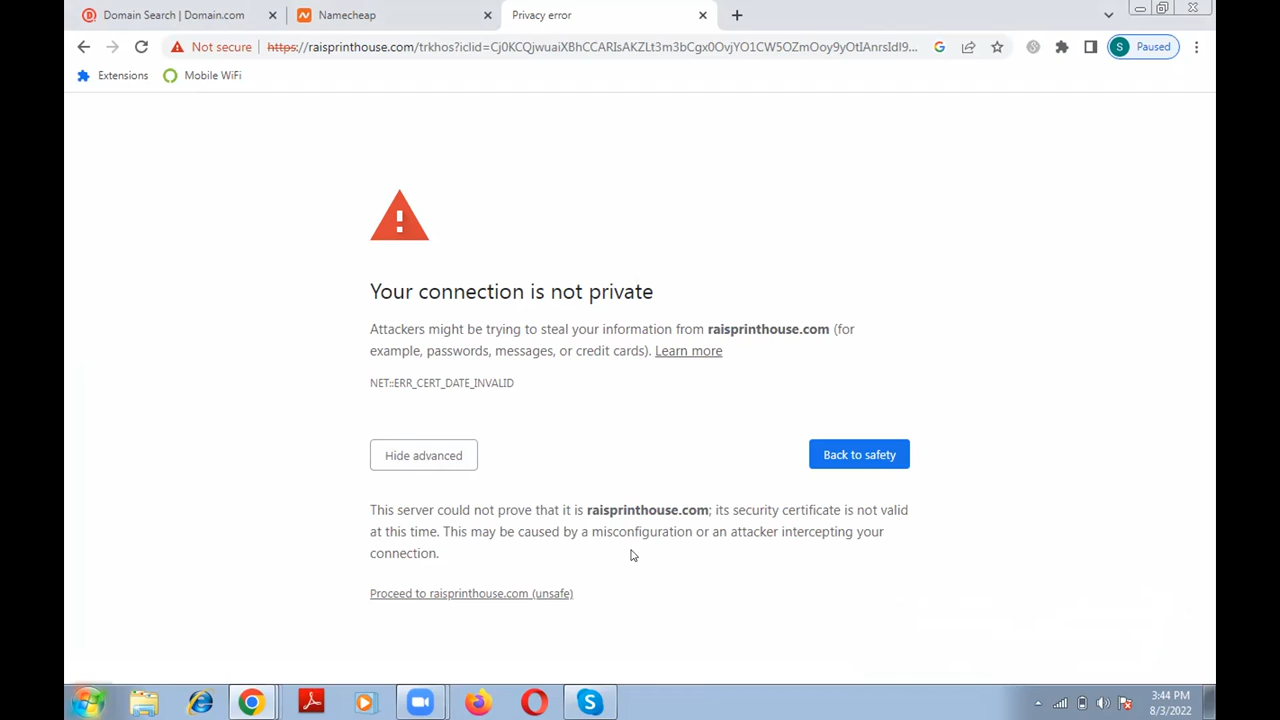 Domain Search | Domain.com
Namecheap
Privacy error
Not secure
https://raisprinthouse.com/trkhos?iclid=Cj0KCQjwuaiXBhCCARIsAKZLt3m3bCgx0OvjYO1CW5OZmOoy9yOtIAnrsIdI9...
S
Paused
Extensions
Mobile WiFi
Your connection is not private
Attackers might be trying to steal your information from raisprinthouse.com (for
example, passwords, messages, or credit cards). Learn more
NET::ERR_CERT_DATE_INVALID
Hide advanced
Back to safety
This server could not prove that it is raisprinthouse.com; its security certificate is not valid
at this time. This may be caused by a misconfiguration or an attacker intercepting your
connection.
Proceed to raisprinthouse.com (unsafe)
3:44 PM
8/3/2022